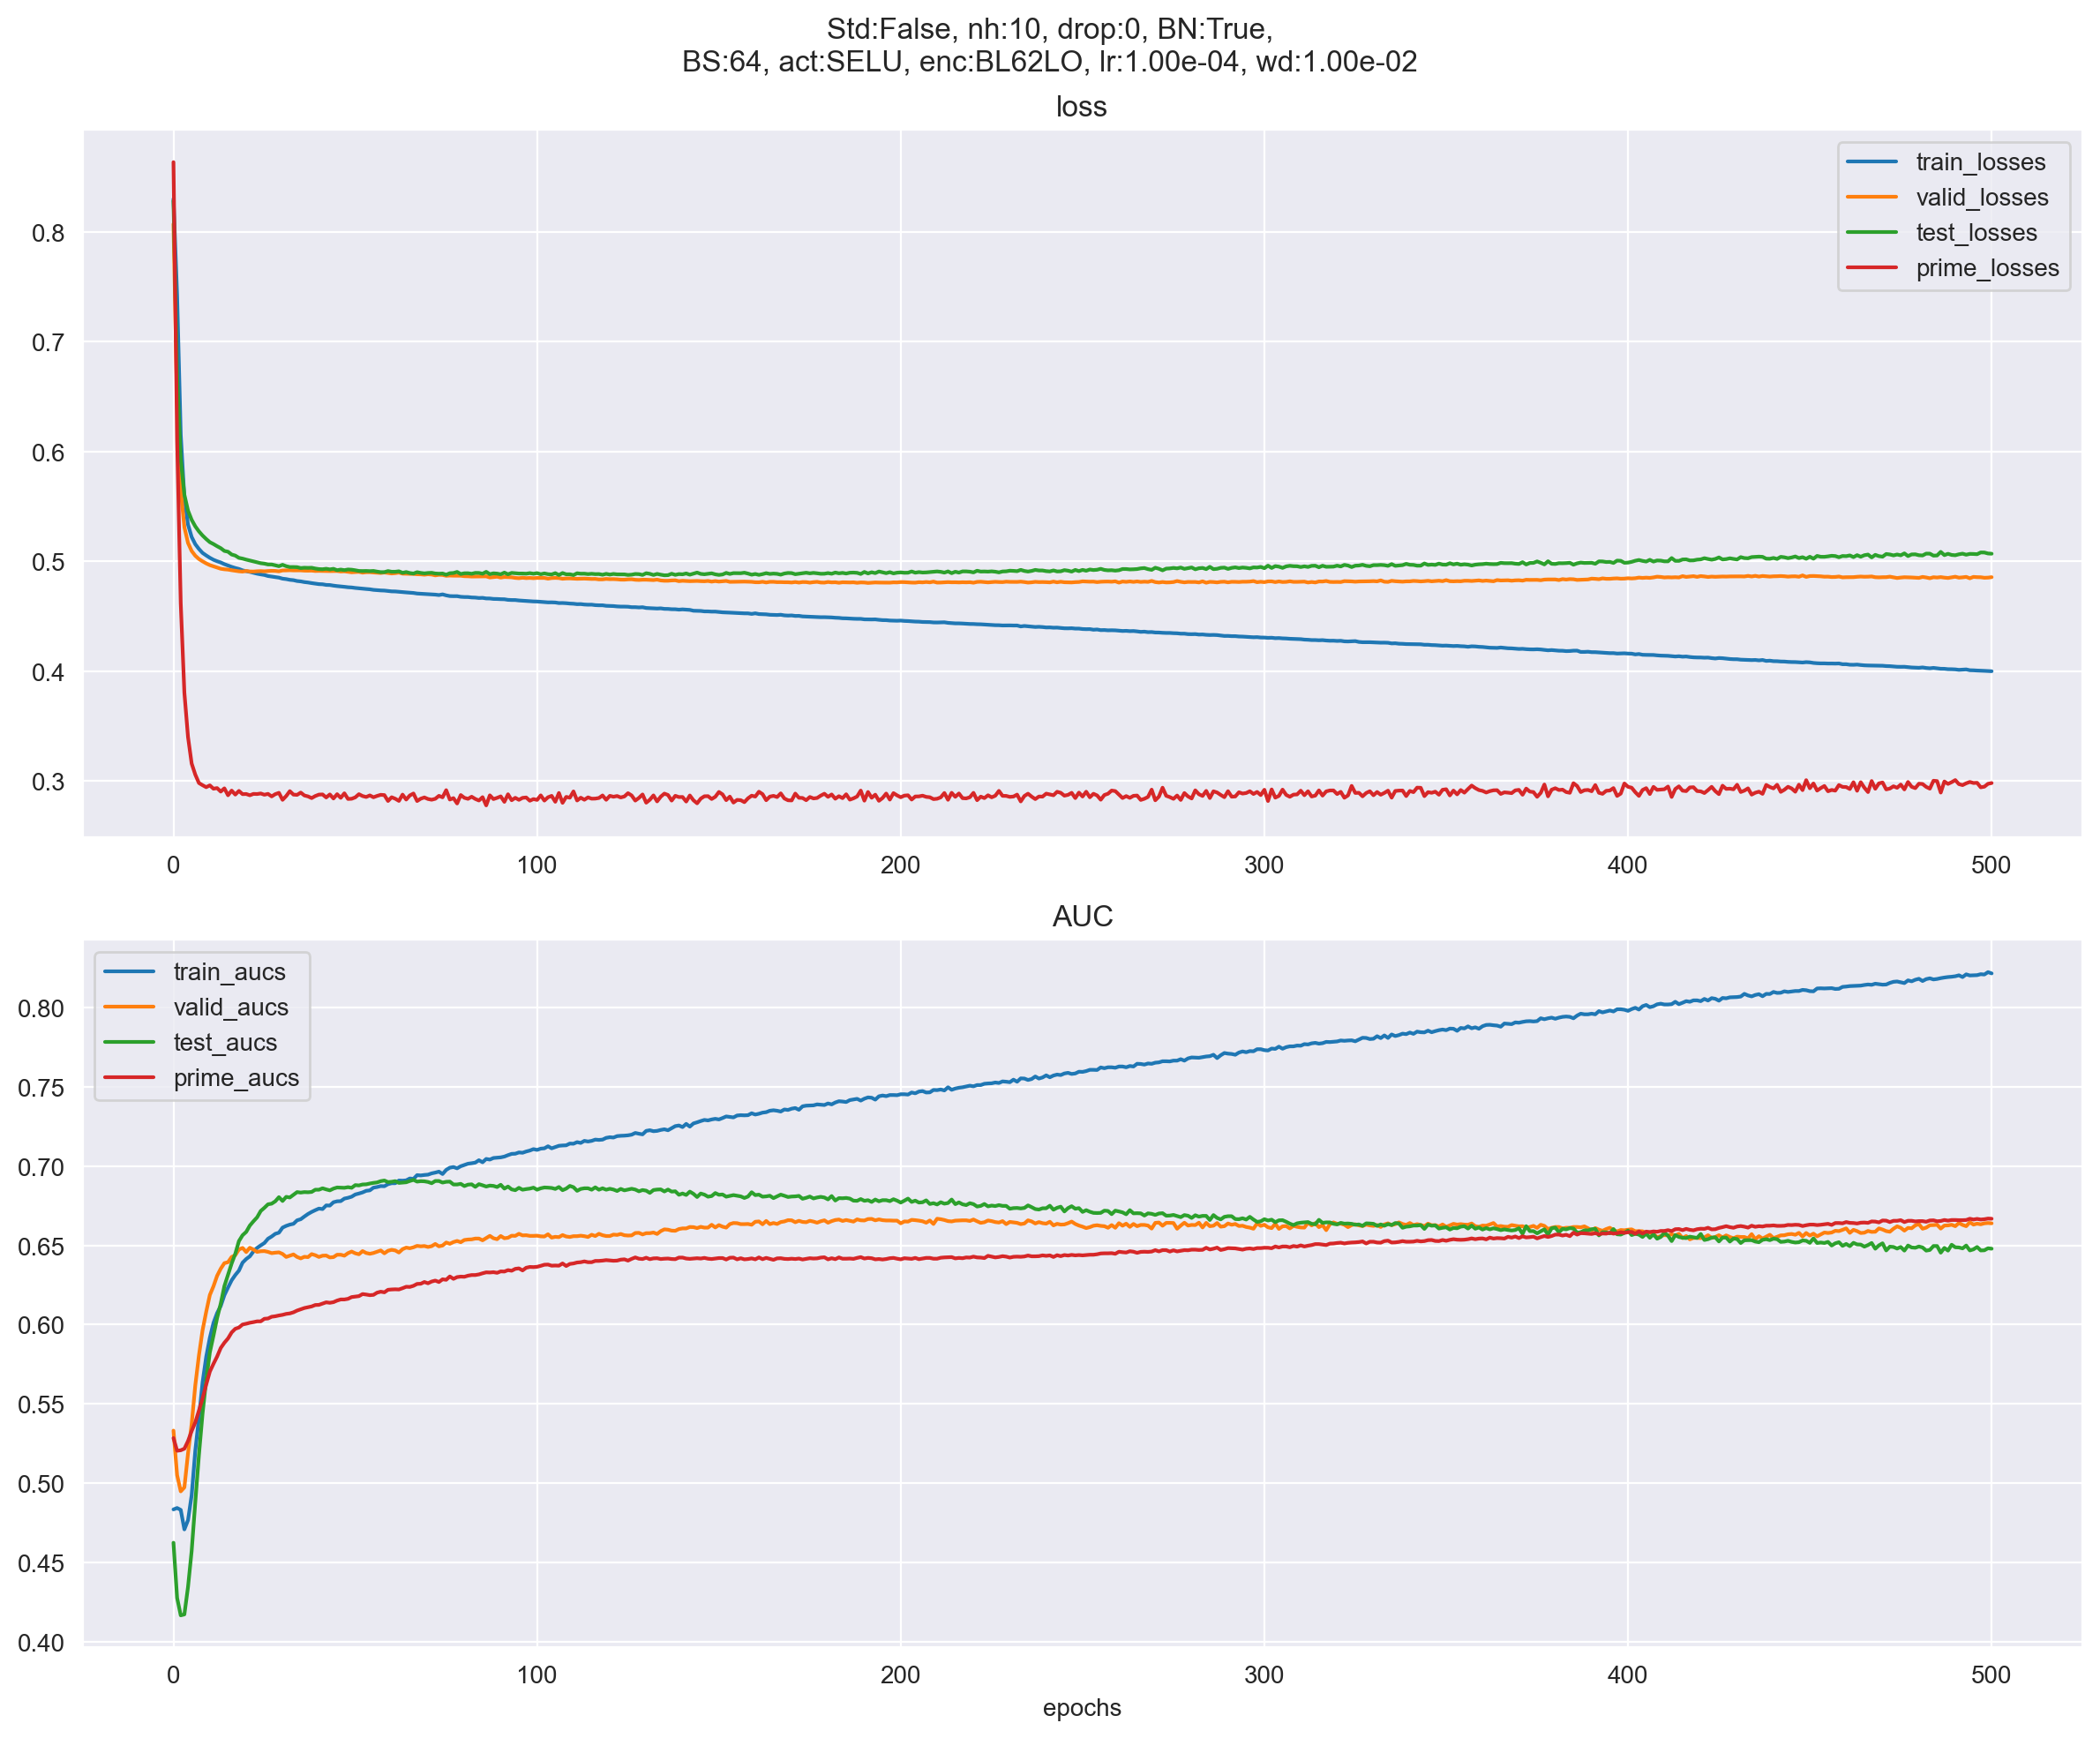 Std:False, nh:10, drop:0, BN:True,
BS:64, act:SELU, enc:BL62LO, lr:1.00e-04, wd:1.00e-02
loss
train_losses
valid_losses
test_losses
prime_losses
0.8
0.7
0.6
0.5
0.4
0.3
0 100 200 300 400 500
AUC
train_aucs
valid_aucs
test_aucs
prime_aucs
0.80
0.75
0.70
0.65
0.60
0.55
0.50
0.45
0.40
0 100 200 300 400 500
epochs